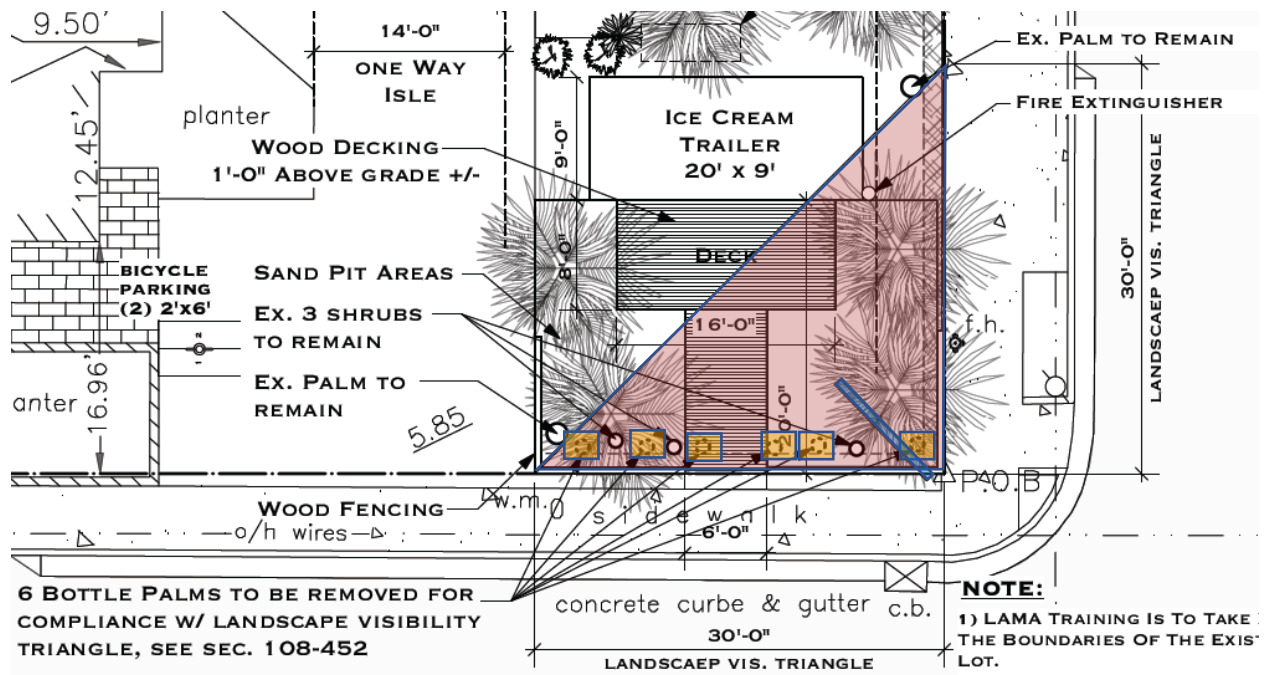 9.50'
14'-0"
ONE WAY
ISLE
EX. PALM TO REMAIN
planter
ICE CREAM
TRAILER
20' X 9'
FIRE EXTINGUISHER
12.45'
9'-0"
WOOD DECKING
1'-0" ABOVE GRADE +/-
LANDSCAEP VIS. TRIANGLE
30'-0"
DECK
8'-0"
BICYCLE
PARKING
(2) 2'X6'
SAND PIT AREAS
EX. 3 SHRUBS
TO REMAIN
16'-0"
f.h.
1 2
16.96'
anter
EX. PALM TO
REMAIN
5.85
P.O.B
WOOD FENCING
w.m.
0
sidewalk
o/h wires
6'-0"
6 BOTTLE PALMS TO BE REMOVED FOR
COMPLIANCE W/ LANDSCAPE VISIBILITY
TRIANGLE, SEE SEC. 108-452
concrete curbe & gutter
c.b.
30'-0"
LANDSCAEP VIS. TRIANGLE
NOTE:
1) LAMA TRAINING IS TO TAKE
THE BOUNDARIES OF THE EXIST
LOT.